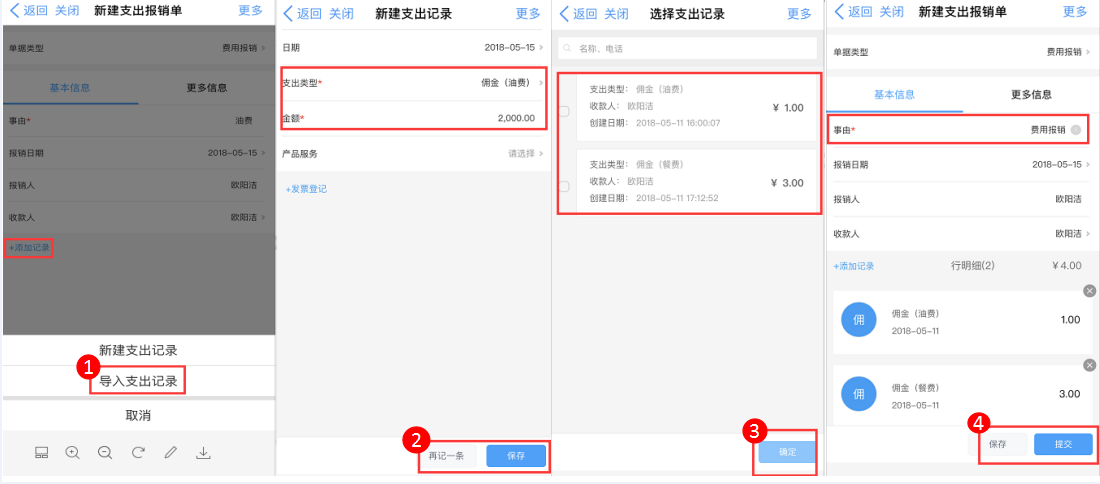 返回 关闭 新建支出报销单 更多
单据类型 费用报销 >
基本信息 更多信息
事由* 油费
报销日期 2018-05-15 >
报销人 欧阳洁
收款人 欧阳洁 >
+添加记录
新建支出记录
1
导入支出记录
取消
返回 关闭 新建支出记录 更多
日期 2018-05-15 >
支出类型* 佣金（油费） >
金额* 2,000.00
产品服务 请选择 >
+发票登记
2
再记一条 保存
返回 关闭 选择支出记录 更多
名称、电话
支出类型： 佣金（油费）
收款人： 欧阳洁 ¥ 1.00
创建日期： 2018-05-11 16:00:07
支出类型： 佣金（餐费）
收款人： 欧阳洁 ¥ 3.00
创建日期： 2018-05-11 17:12:52
3
确定
返回 关闭 新建支出报销单 更多
单据类型 费用报销 >
基本信息 更多信息
事由* 费用报销
报销日期 2018-05-15 >
报销人 欧阳洁
收款人 欧阳洁 >
+添加记录 行明细(2) ¥4.00
佣 佣金（油费） 1.00
2018-05-11
佣 佣金（餐费） 3.00
2018-05-11
4
保存 提交